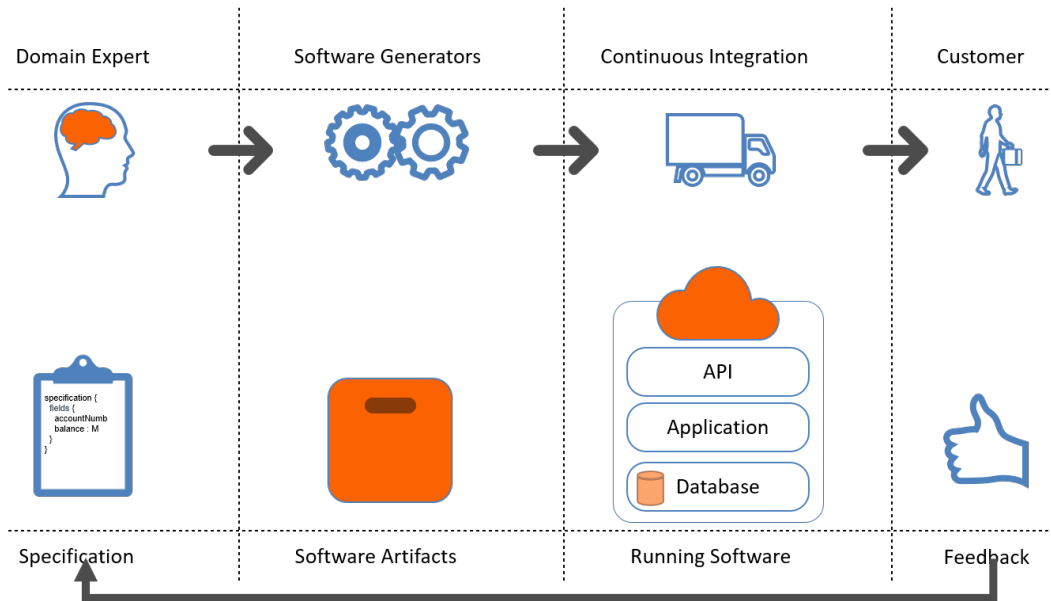 Domain Expert
Software Generators
Continuous Integration
Customer
specification {
fields {
accountNumb
balance : M
}
}
API
Application
Database
Specification
Software Artifacts
Running Software
Feedback